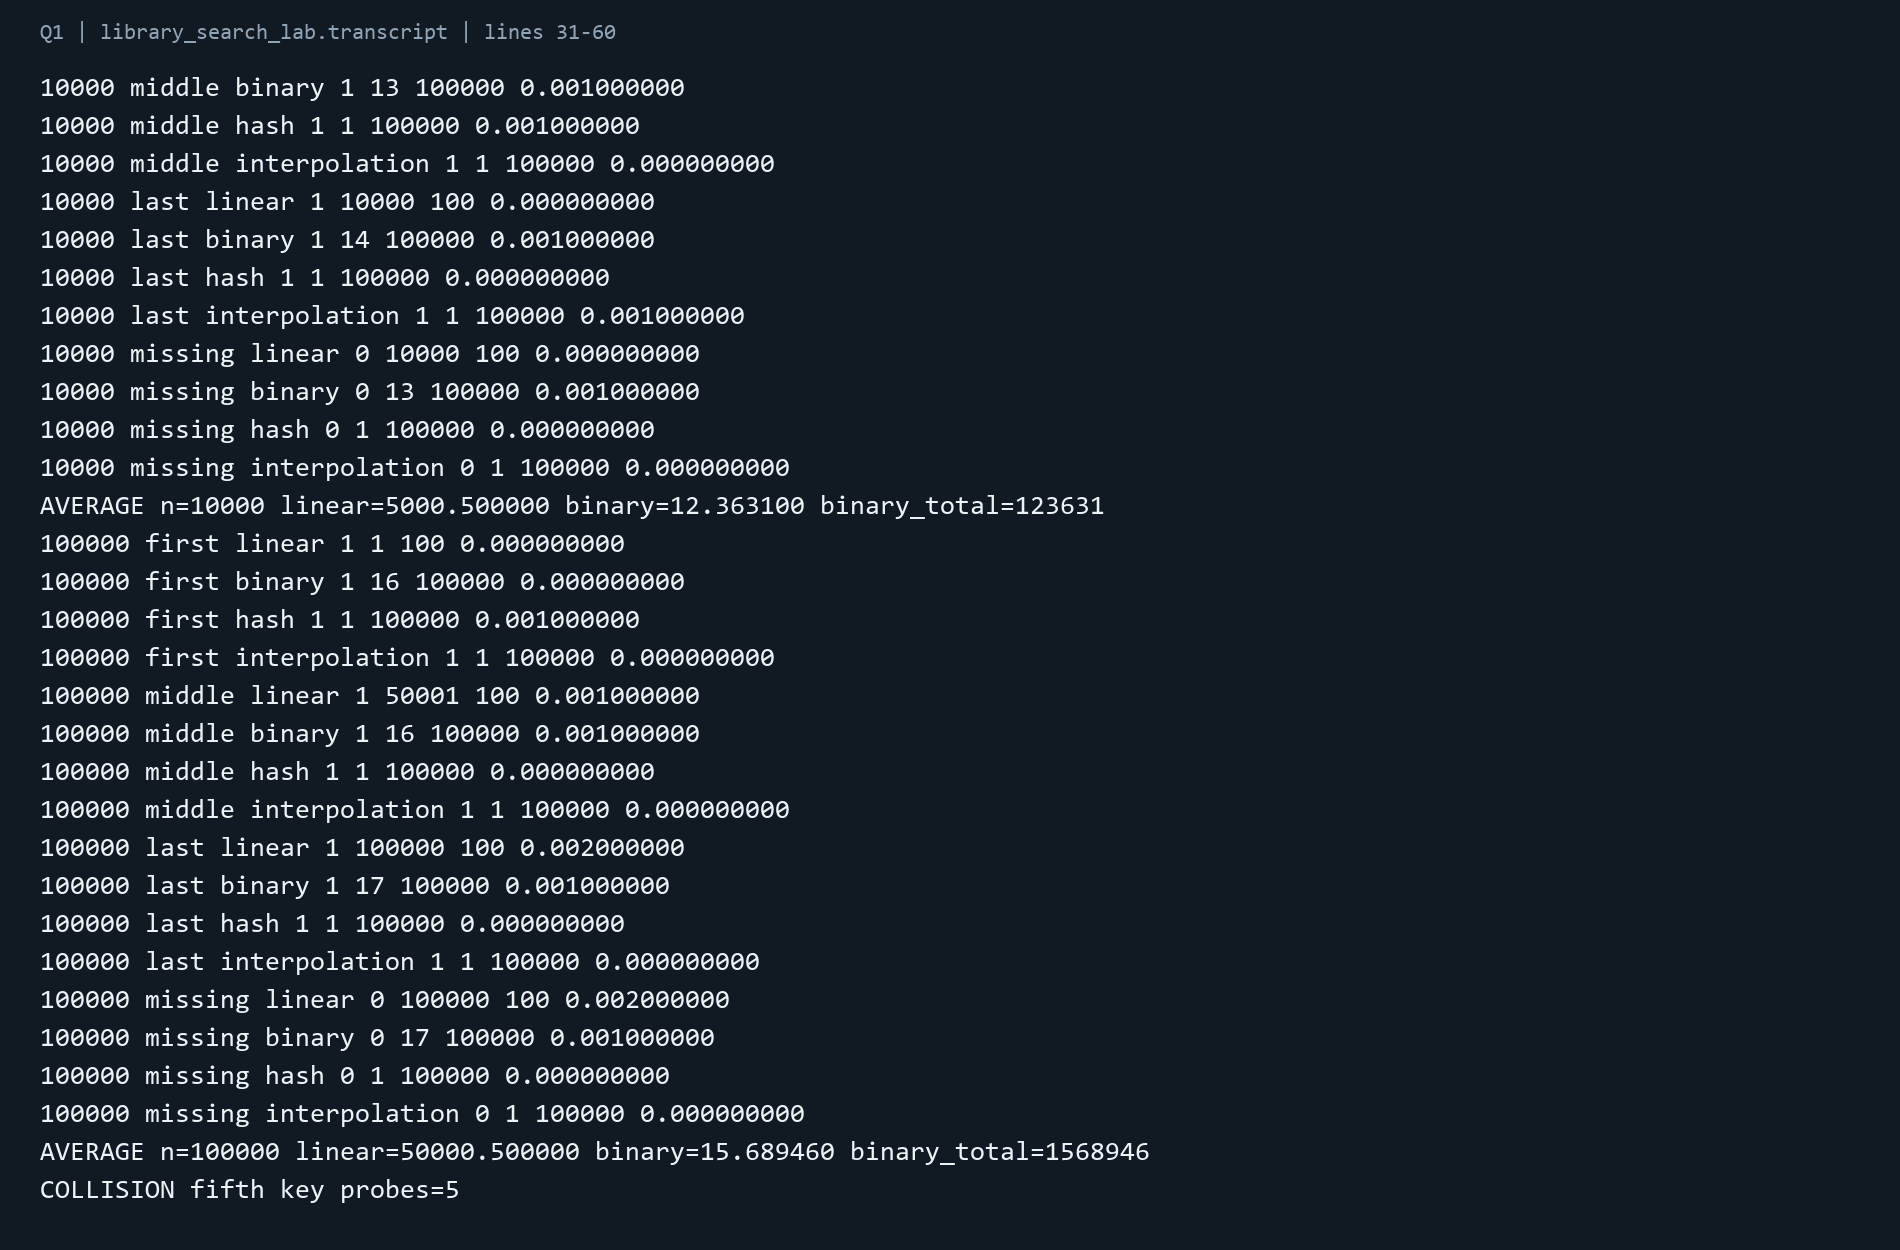 Q1 | library_search_lab.transcript | lines 31-60
10000 middle binary 1 13 100000 0.001000000
10000 middle hash 1 1 100000 0.001000000
10000 middle interpolation 1 1 100000 0.000000000
10000 last linear 1 10000 100 0.000000000
10000 last binary 1 14 100000 0.001000000
10000 last hash 1 1 100000 0.000000000
10000 last interpolation 1 1 100000 0.001000000
10000 missing linear 0 10000 100 0.000000000
10000 missing binary 0 13 100000 0.001000000
10000 missing hash 0 1 100000 0.000000000
10000 missing interpolation 0 1 100000 0.000000000
AVERAGE n=10000 linear=5000.500000 binary=12.363100 binary_total=123631
100000 first linear 1 1 100 0.000000000
100000 first binary 1 16 100000 0.000000000
100000 first hash 1 1 100000 0.001000000
100000 first interpolation 1 1 100000 0.000000000
100000 middle linear 1 50001 100 0.001000000
100000 middle binary 1 16 100000 0.001000000
100000 middle hash 1 1 100000 0.000000000
100000 middle interpolation 1 1 100000 0.000000000
100000 last linear 1 100000 100 0.002000000
100000 last binary 1 17 100000 0.001000000
100000 last hash 1 1 100000 0.000000000
100000 last interpolation 1 1 100000 0.000000000
100000 missing linear 0 100000 100 0.002000000
100000 missing binary 0 17 100000 0.001000000
100000 missing hash 0 1 100000 0.000000000
100000 missing interpolation 0 1 100000 0.000000000
AVERAGE n=100000 linear=50000.500000 binary=15.689460 binary_total=1568946
COLLISION fifth key probes=5